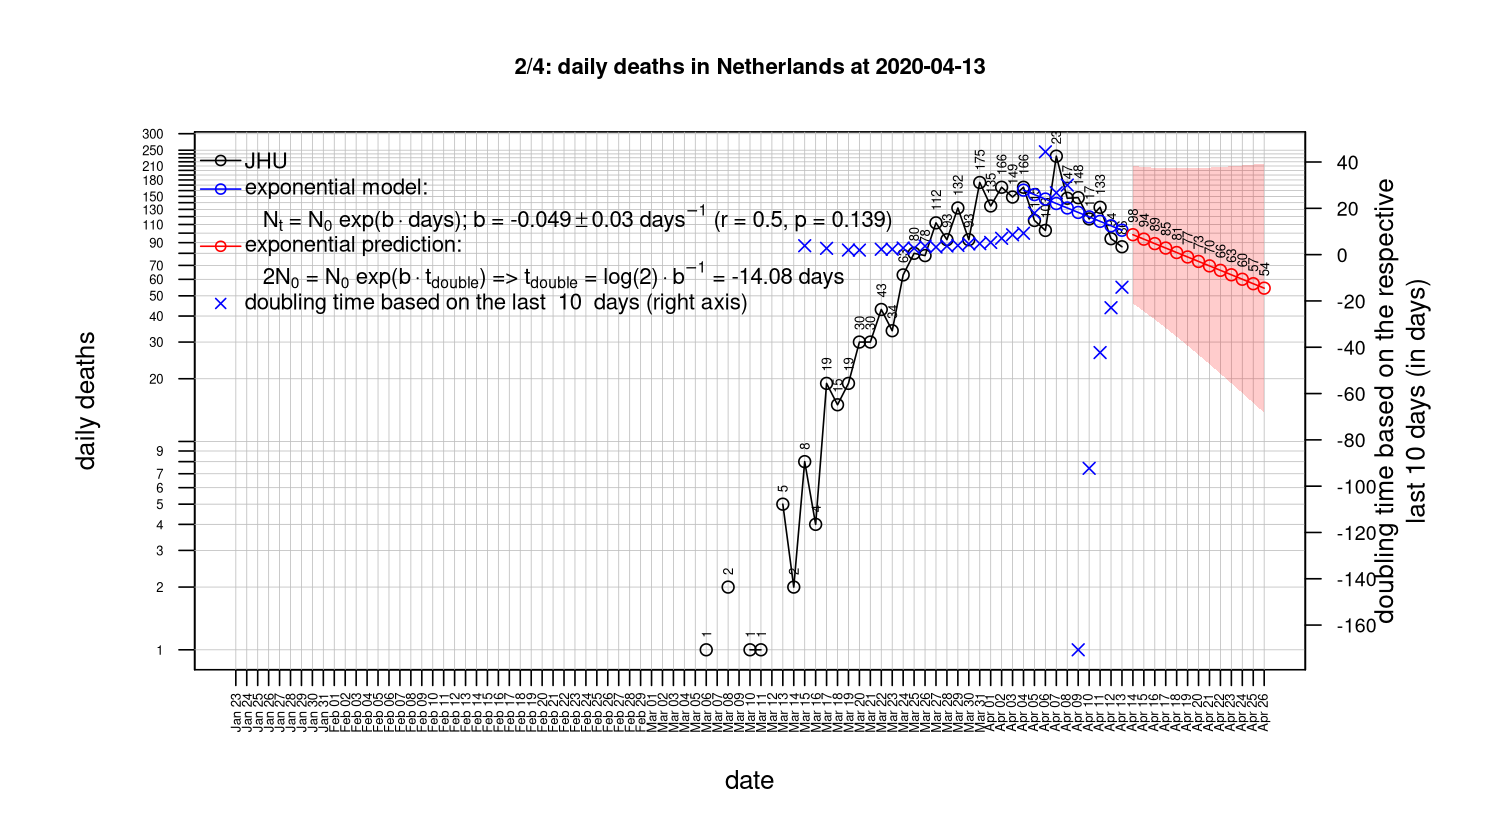 2/4: daily deaths in Netherlands at 2020-04-13
JHU
exponential model:
Nt = N0 exp(b · days); b = -0.049 ± 0.03 days−1 (r = 0.5, p = 0.139)
exponential prediction:
2N0 = N0 exp(b · tdouble) => tdouble = log(2) · b−1 = -14.08 days
doubling time based on the last 10 days (right axis)
daily deaths
300
250
210
180
150
130
110
90
70
60
50
40
30
20
9
7
6
5
4
3
2
1
1 2 1 1 5 2 8 4 19 15 19 30 30 43 34 80 78 112 93 132 93 175 135 166 149 166 147 148 133
98 94 89 85 81 77 73 70 66 63 60 57 54
40
20
0
-20
-40
-60
-80
-100
-120
-140
-160
doubling time based on the respective
last 10 days (in days)
Jan 23 Jan 24 Jan 25 Jan 26 Jan 27 Jan 28 Jan 29 Jan 30 Jan 31 Feb 01 Feb 02 Feb 03 Feb 04 Feb 05 Feb 06 Feb 07 Feb 08 Feb 09 Feb 10 Feb 11 Feb 12 Feb 13 Feb 14 Feb 15 Feb 16 Feb 17 Feb 18 Feb 19 Feb 20 Feb 21 Feb 22 Feb 23 Feb 24 Feb 25 Feb 26 Feb 27 Feb 28 Feb 29 Mar 01 Mar 02 Mar 03 Mar 04 Mar 05 Mar 06 Mar 07 Mar 08 Mar 09 Mar 10 Mar 11 Mar 12 Mar 13 Mar 14 Mar 15 Mar 16 Mar 17 Mar 18 Mar 19 Mar 20 Mar 21 Mar 22 Mar 23 Mar 24 Mar 25 Mar 26 Mar 27 Mar 28 Mar 29 Mar 30 Mar 31 Apr 01 Apr 02 Apr 03 Apr 04 Apr 05 Apr 06 Apr 07 Apr 08 Apr 09 Apr 10 Apr 11 Apr 12 Apr 13 Apr 14 Apr 15 Apr 16 Apr 17 Apr 18 Apr 19 Apr 20 Apr 21 Apr 22 Apr 23 Apr 24 Apr 25 Apr 26
date